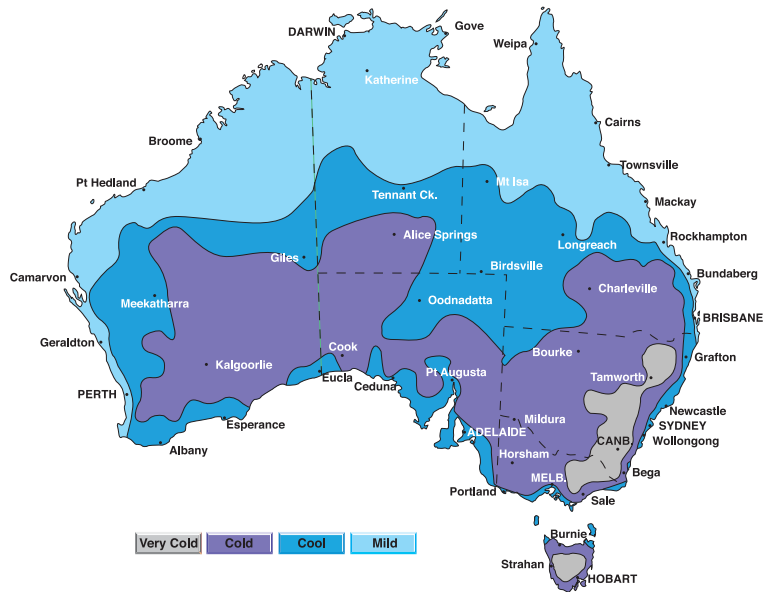 DARWIN
Gove
Weipa
Katherine
Cairns
Broome
Townsville
Pt Hedland
Mt Isa
Tennant Ck.
Mackay
Alice Springs
Longreach
Rockhampton
Giles
Birdsville
Camarvon
Bundaberg
Charleville
Meekatharra
Oodnadatta
BRISBANE
Geraldton
Cook
Bourke
Grafton
Kalgoorlie
Eucla
Pt Augusta
Tamworth
Ceduna
PERTH
Newcastle
Mildura
SYDNEY
Esperance
ADELAIDE
CANB.
Wollongong
Albany
Horsham
Bega
MELB.
Portland
Sale
Burnie
Very Cold
Cold
Cool
Mild
Strahan
HOBART